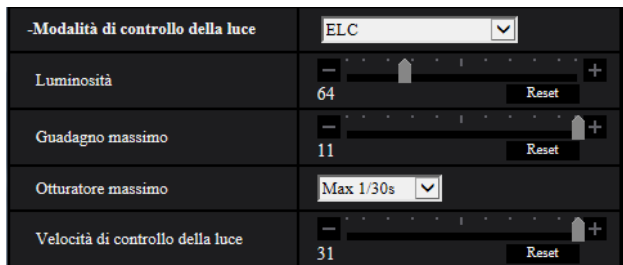 -Modalità di controllo della luce ELC
Luminosità
64 Reset
Guadagno massimo
11 Reset
Otturatore massimo Max 1/30s
Velocità di controllo della luce
31 Reset